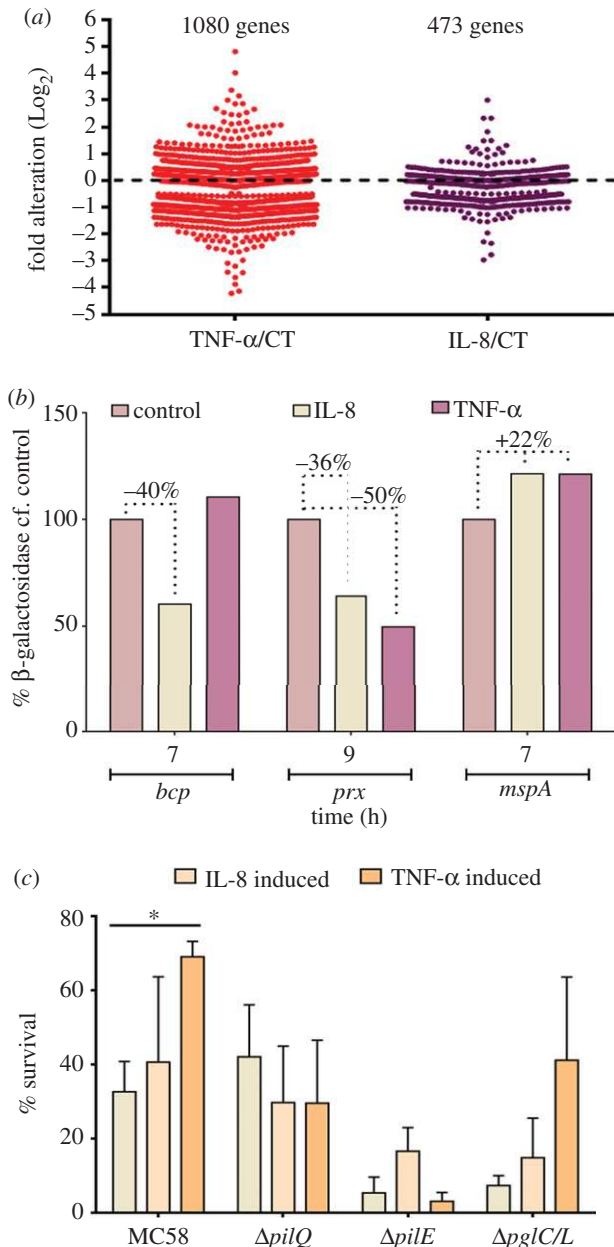 (a)
1080 genes 473 genes
fold alteration (Log2)
6
5
4
3
2
1
0
–1
–2
–3
–4
–5
TNF-α/CT IL-8/CT
(b)
% β-galactosidase cf. control
150
100
50
0
control IL-8 TNF-α
–40%
–36%
–50%
+22%
7 9 7
bcp prx mspA
time (h)
(c)
IL-8 induced TNF-α induced
% survival
80
60
40
20
0
*
MC58 ΔpilQ ΔpilE ΔpglC/L